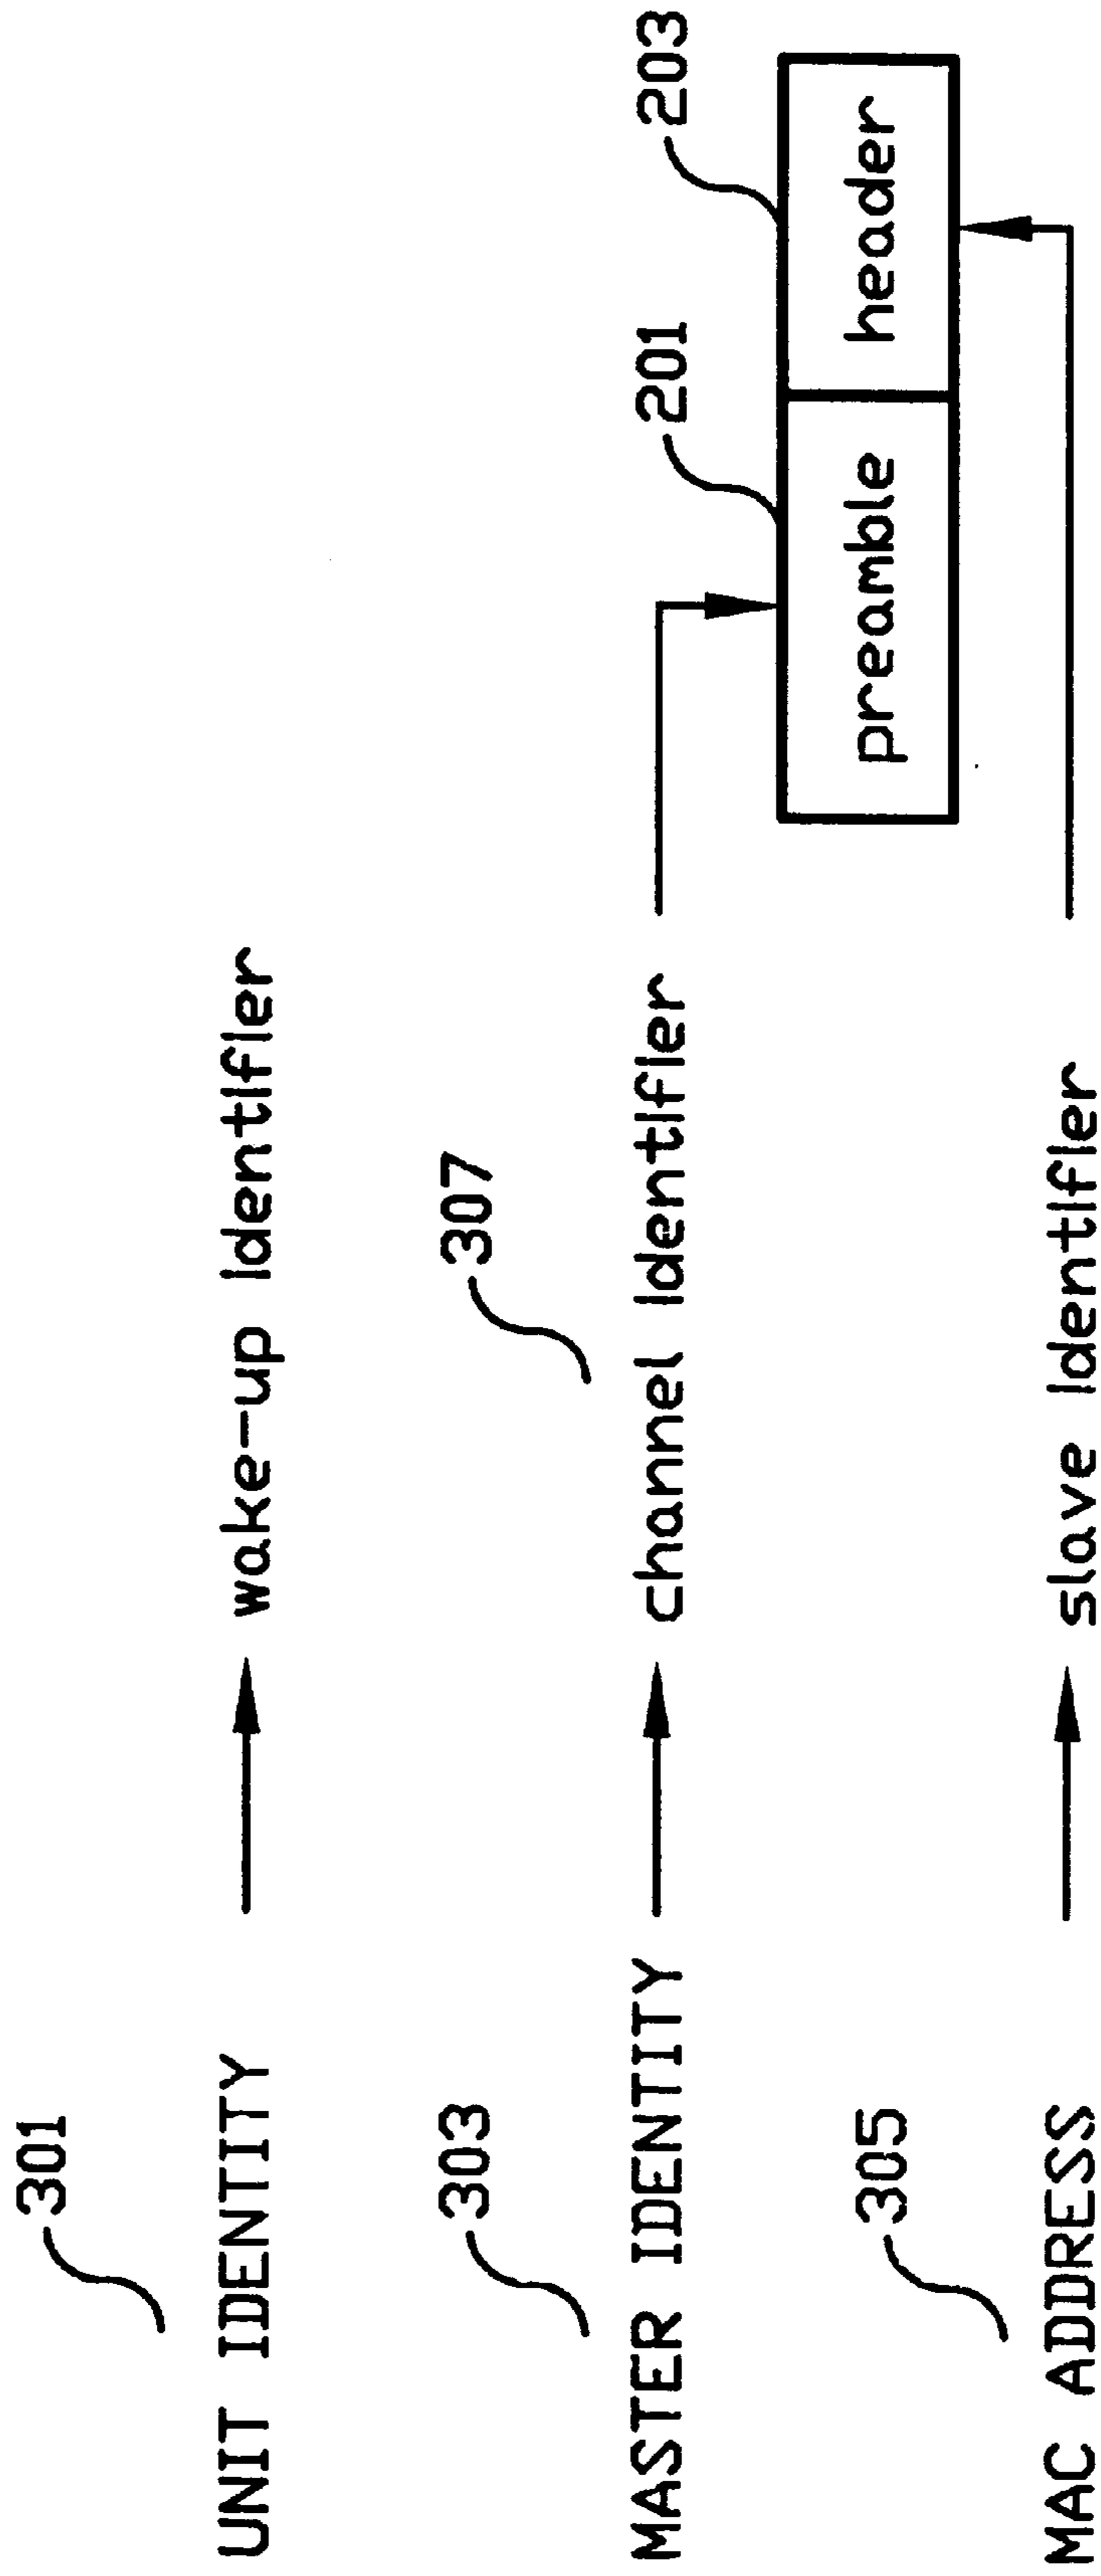 301
UNIT IDENTITY
wake-up identifier
303
MASTER IDENTITY
307
channel identifier
201
203
preamble
header
305
MAC ADDRESS
slave identifier